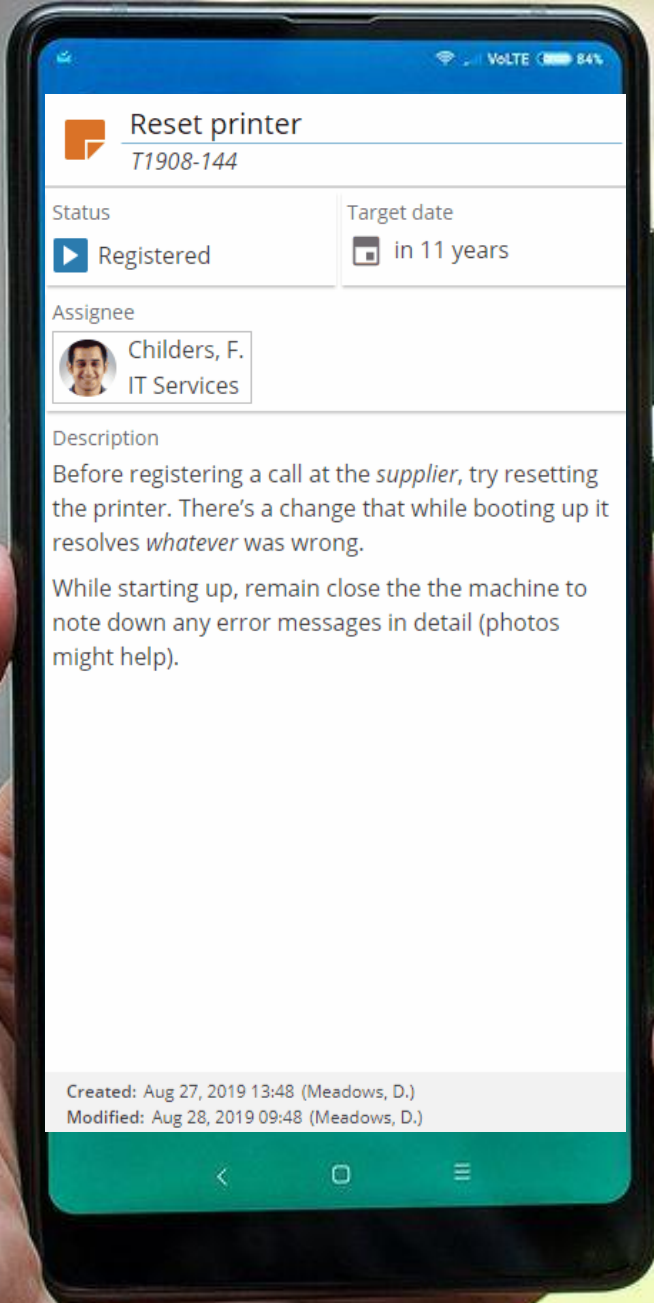 VoLTE 84%
Reset printer
T1908-144
Status
Target date
Registered
in 11 years
Assignee
Childers, F.
IT Services
Description
Before registering a call at the supplier, try resetting
the printer. There's a change that while booting up it
resolves whatever was wrong.
While starting up, remain close the the machine to
note down any error messages in detail (photos
might help).
Created: Aug 27, 2019 13:48 (Meadows, D.)
Modified: Aug 28, 2019 09:48 (Meadows, D.)